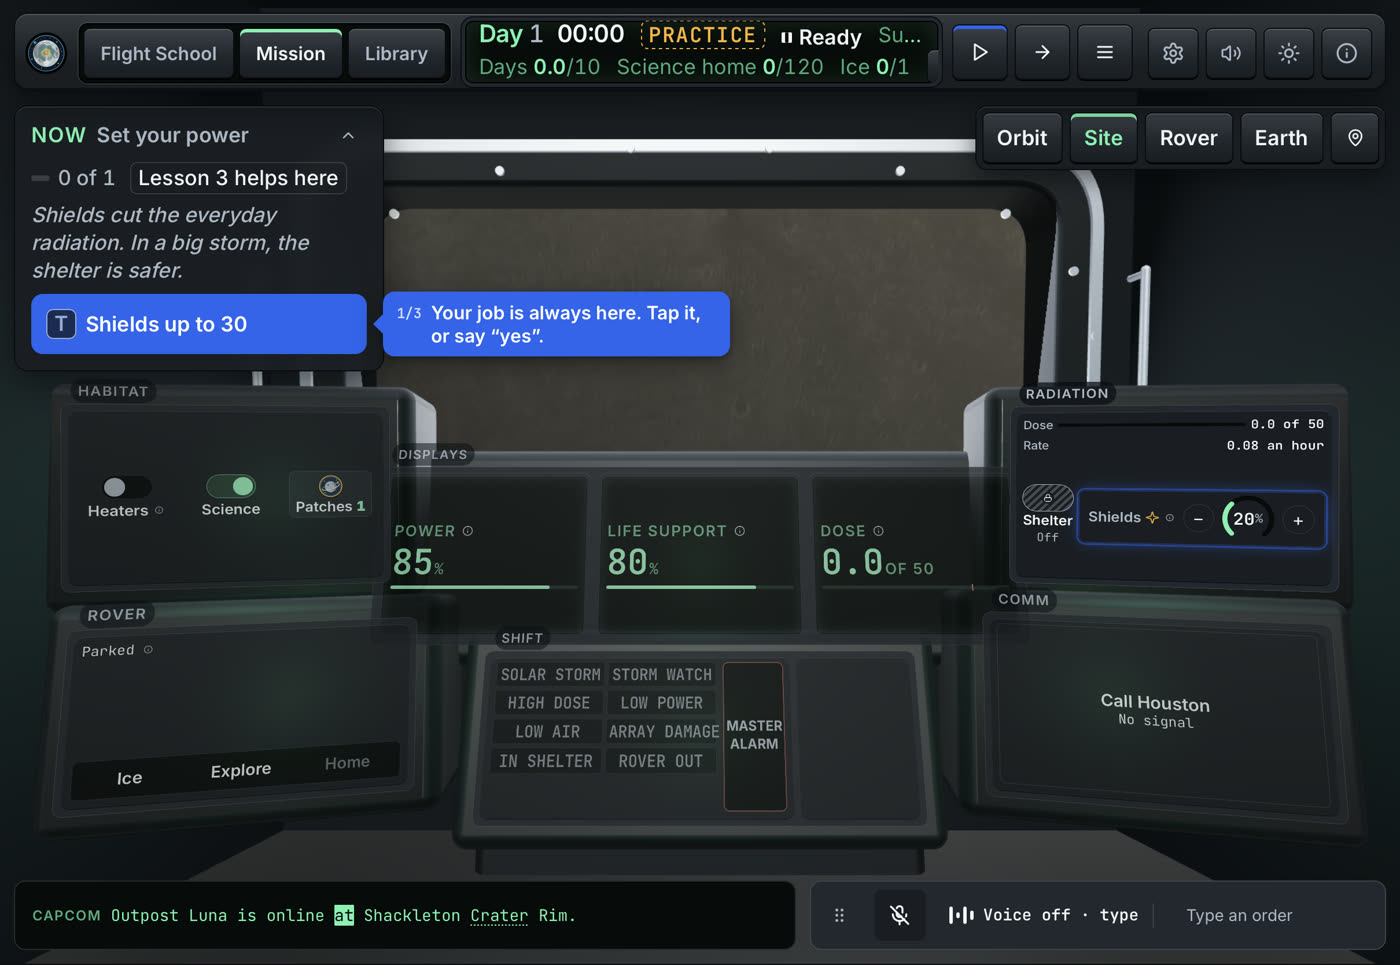 Flight School
Mission
Library
Day 1 00:00 PRACTICE Ready Su...
Days 0.0/10 Science home 0/120 Ice 0/1
NOW Set your power
0 of 1 Lesson 3 helps here
Shields cut the everyday
radiation. In a big storm, the
shelter is safer.
T Shields up to 30
1/3 Your job is always here. Tap it,
or say “yes”.
Orbit
Site
Rover
Earth
HABITAT
Heaters
Science
Patches 1
DISPLAYS
POWER
85%
LIFE SUPPORT
80%
DOSE
0.0 OF 50
RADIATION
Dose 0.0 of 50
Rate 0.08 an hour
Shelter
Off
Shields − 20% +
ROVER
Parked
Ice
Explore
Home
SHIFT
SOLAR STORM
STORM WATCH
HIGH DOSE
LOW POWER
LOW AIR
ARRAY DAMAGE
IN SHELTER
ROVER OUT
MASTER
ALARM
COMM
Call Houston
No signal
CAPCOM Outpost Luna is online at Shackleton Crater Rim.
Voice off · type
Type an order